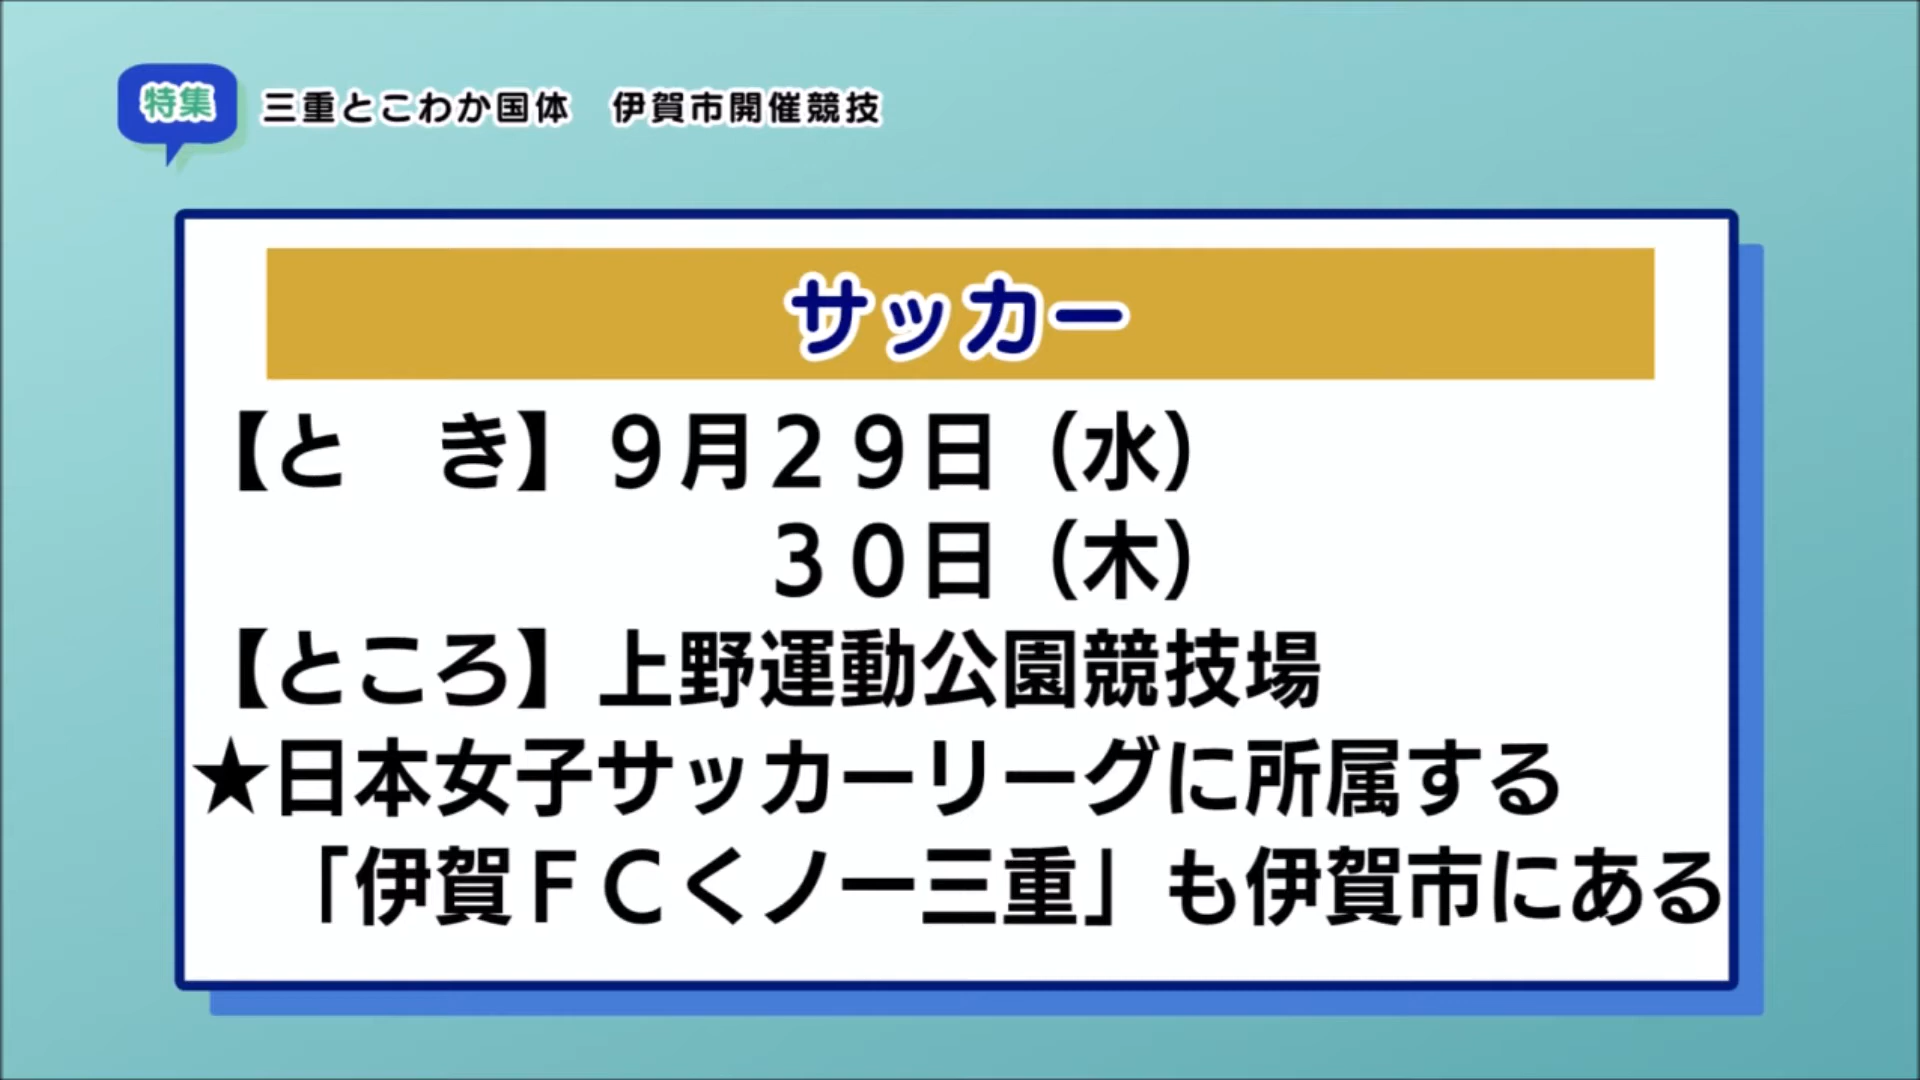 特集
三重とこわか国体　伊賀市開催競技
サッカー
【と　き】９月２９日（水）
３０日（木）
【ところ】上野運動公園競技場
★日本女子サッカーリーグに所属する
「伊賀ＦＣくノ一三重」も伊賀市にある